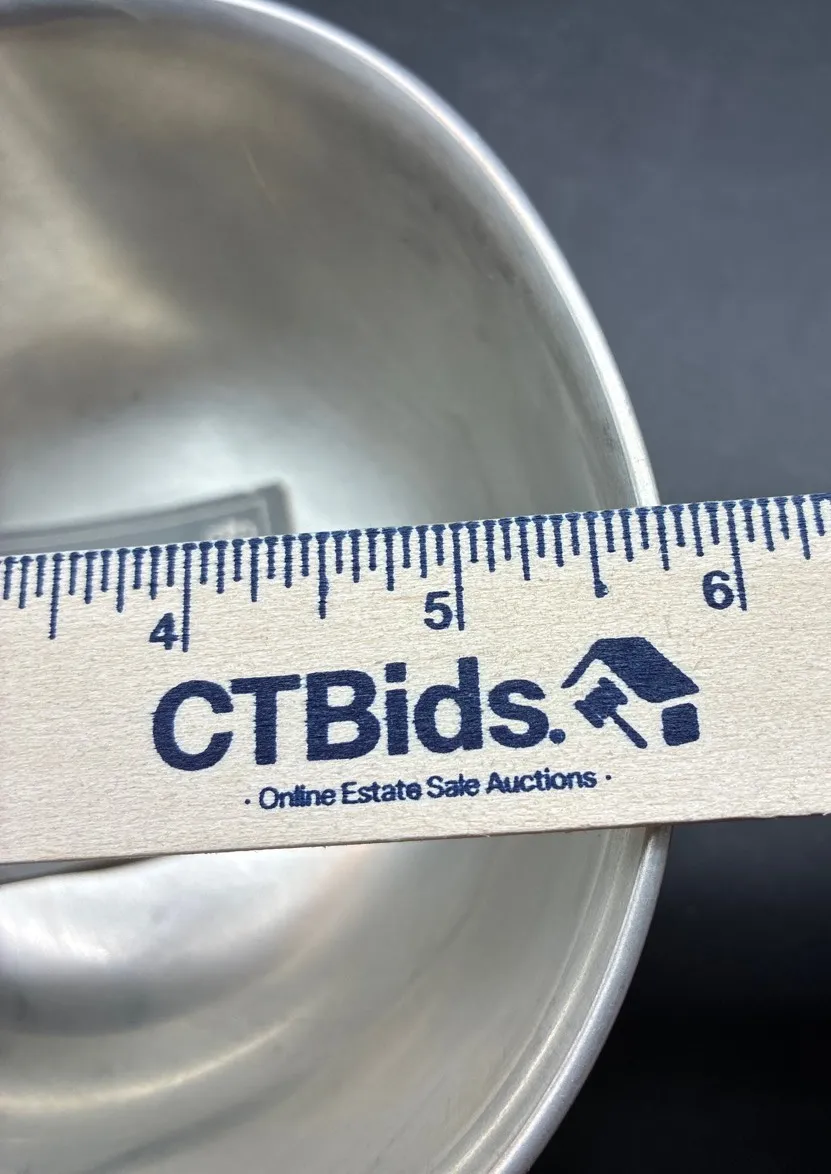 4 5 6
CTBids.
· Online Estate Sale Auctions ·